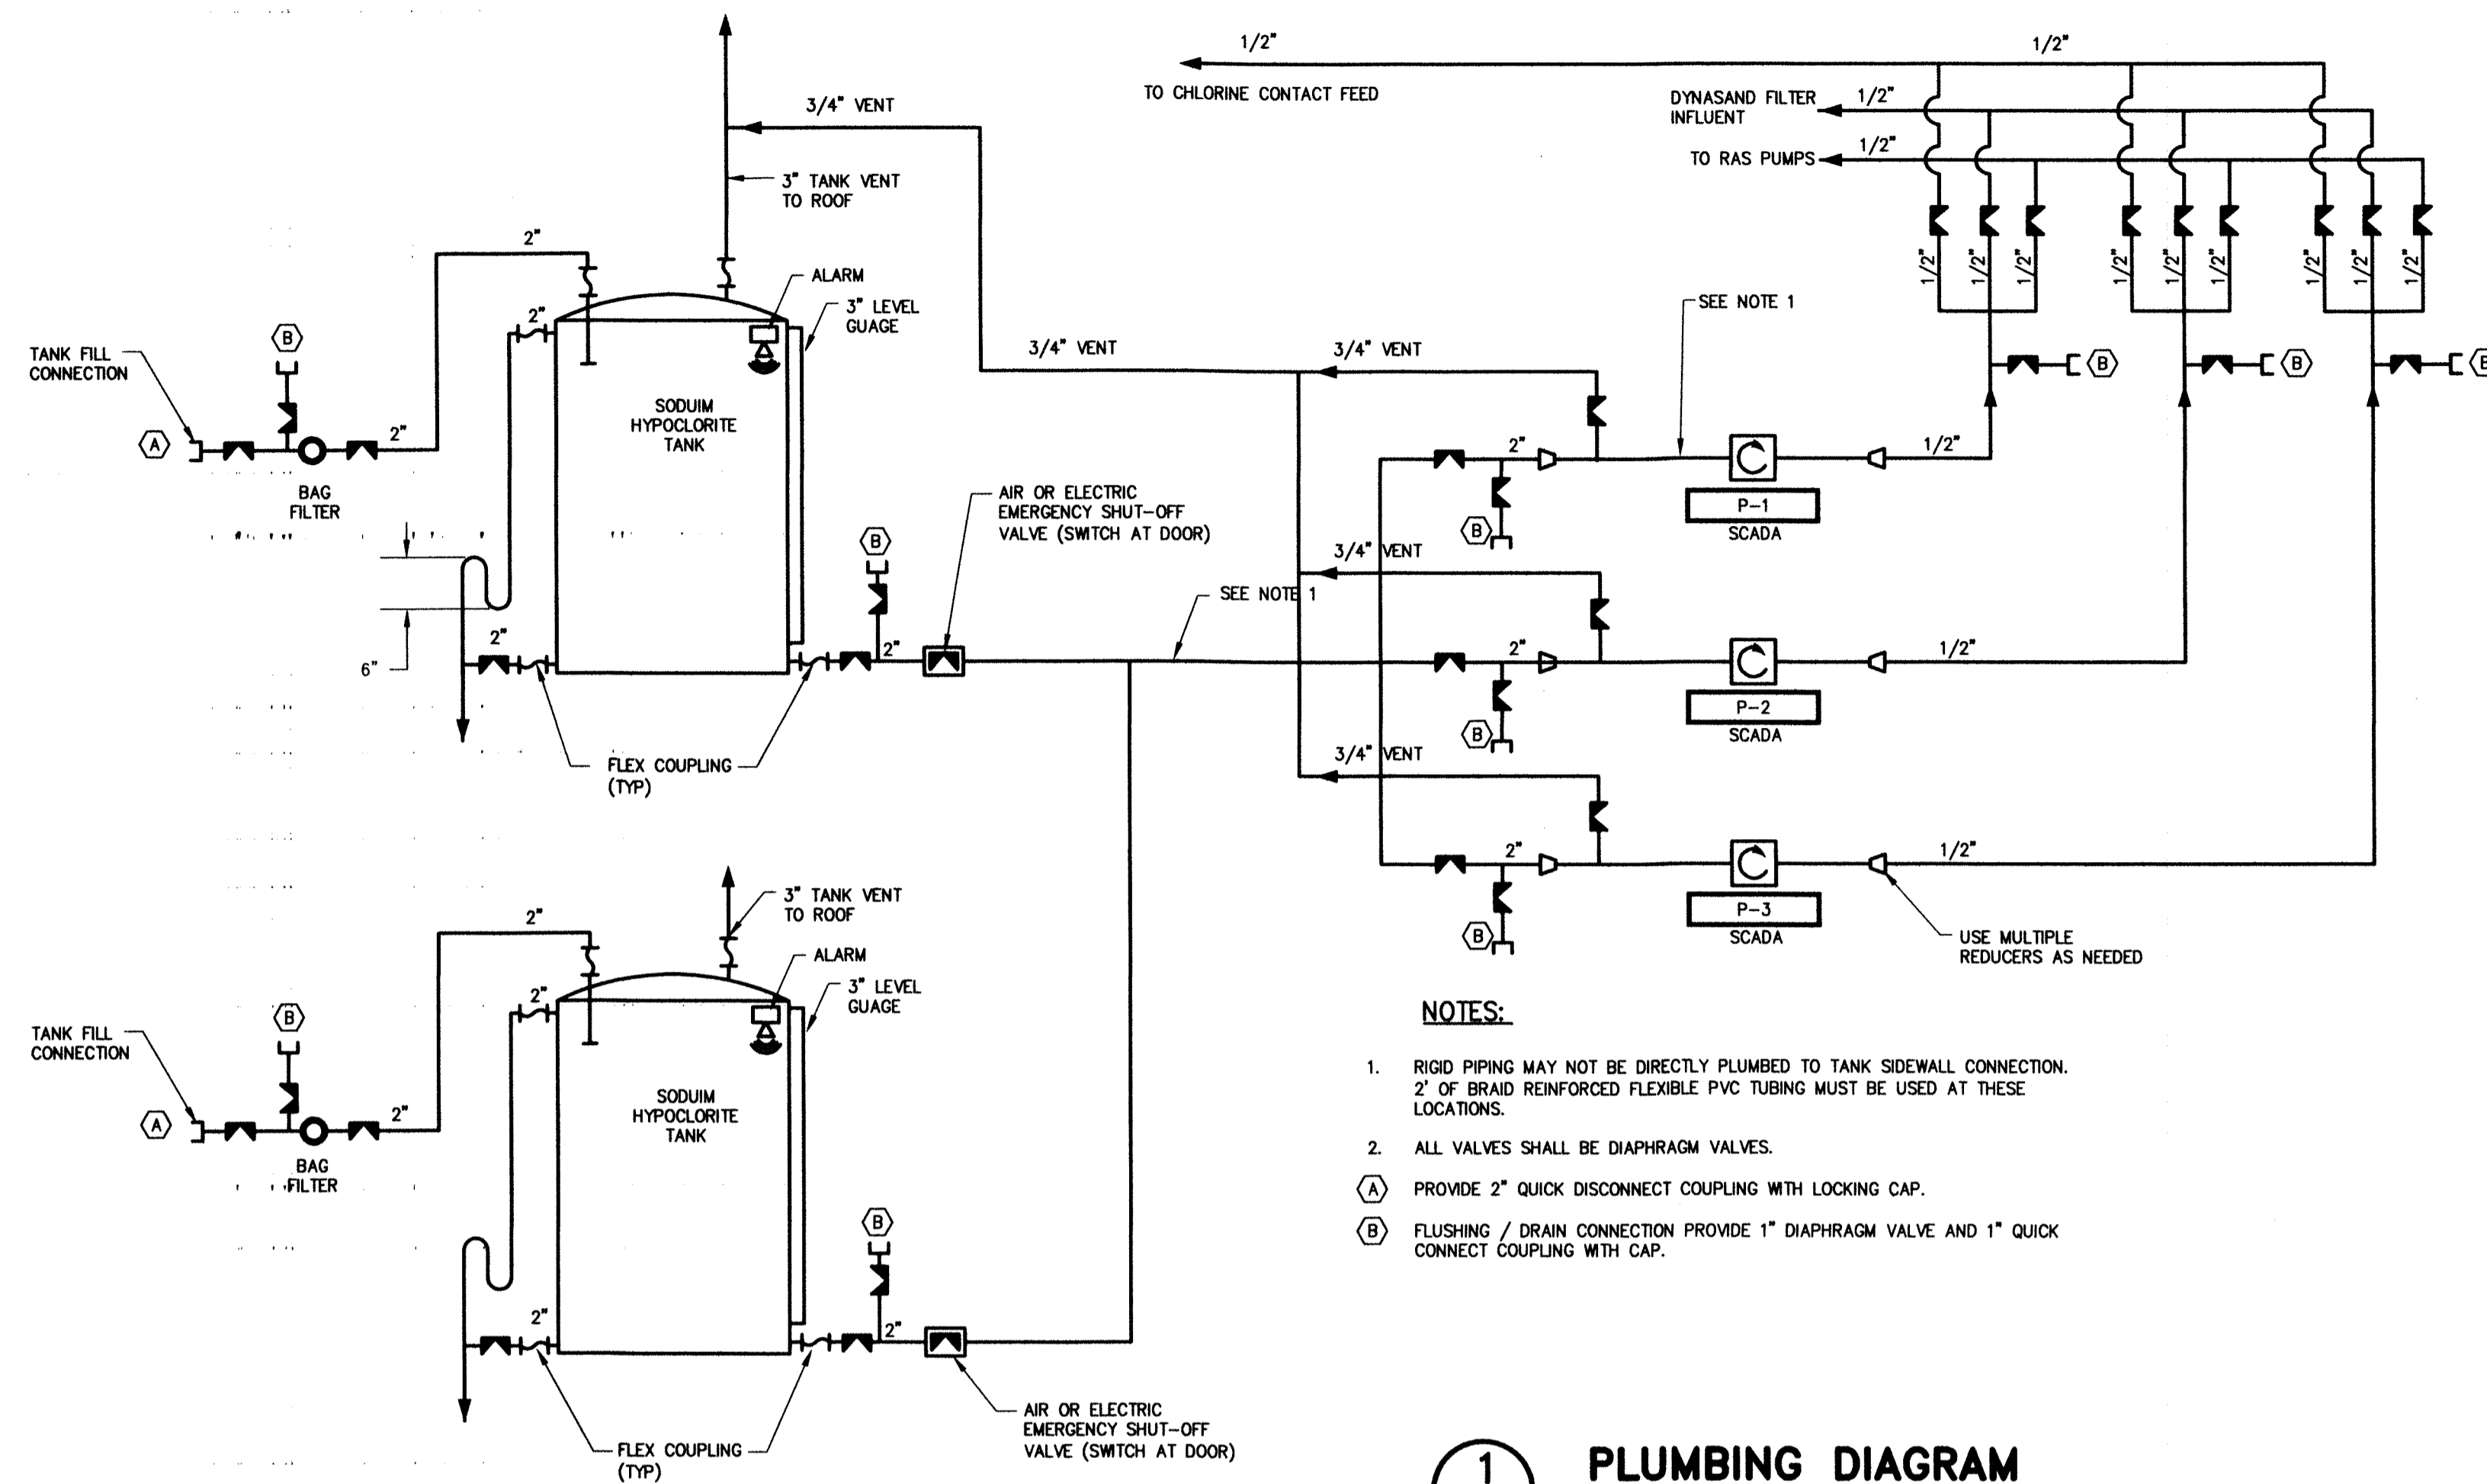 1/2"
1/2"
TO CHLORINE CONTACT FEED
3/4" VENT
DYNASAND FILTER
INFLUENT
1/2"
TO RAS PUMPS
1/2"
3" TANK VENT
TO ROOF
2"
ALARM
3" LEVEL
GUAGE
2"
B
TANK FILL
CONNECTION
A
2"
BAG
FILTER
SODUIM
HYPOCLORITE
TANK
6"
2"
FLEX COUPLING
(TYP)
B
2"
AIR OR ELECTRIC
EMERGENCY SHUT-OFF
VALVE (SWITCH AT DOOR)
SEE NOTE 1
3/4" VENT
3/4" VENT
SEE NOTE 1
1/2"
1/2"
1/2"
1/2"
1/2"
1/2"
1/2"
1/2"
1/2"
B
B
B
2"
1/2"
B
P-1
SCADA
3/4" VENT
2"
1/2"
B
P-2
SCADA
3/4" VENT
2"
1/2"
B
P-3
SCADA
USE MULTIPLE
REDUCERS AS NEEDED
3" TANK VENT
TO ROOF
2"
ALARM
3" LEVEL
GUAGE
2"
B
TANK FILL
CONNECTION
A
2"
BAG
FILTER
SODUIM
HYPOCLORITE
TANK
2"
B
2"
FLEX COUPLING
(TYP)
AIR OR ELECTRIC
EMERGENCY SHUT-OFF
VALVE (SWITCH AT DOOR)
NOTES:
1. RIGID PIPING MAY NOT BE DIRECTLY PLUMBED TO TANK SIDEWALL CONNECTION.
2' OF BRAID REINFORCED FLEXIBLE PVC TUBING MUST BE USED AT THESE
LOCATIONS.
2. ALL VALVES SHALL BE DIAPHRAGM VALVES.
A PROVIDE 2" QUICK DISCONNECT COUPLING WITH LOCKING CAP.
B FLUSHING / DRAIN CONNECTION PROVIDE 1" DIAPHRAGM VALVE AND 1" QUICK
CONNECT COUPLING WITH CAP.
1
PLUMBING DIAGRAM